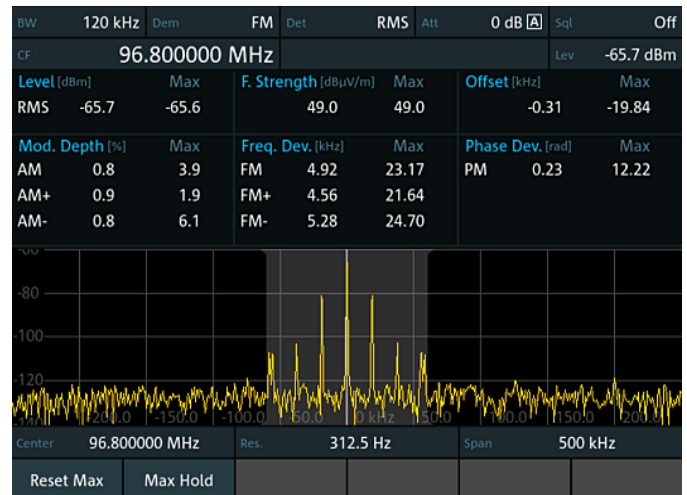 BW 120 kHz Dem FM Det RMS Att 0 dB A Sql Off
CF 96.800000 MHz Lev -65.7 dBm
Level [dBm] Max F. Strength [dBµV/m] Max Offset [kHz] Max
RMS -65.7 -65.6 49.0 49.0 -0.31 -19.84
Mod. Depth [%] Max Freq. Dev. [kHz] Max Phase Dev. [rad] Max
AM 0.8 3.9 FM 4.92 23.17 PM 0.23 12.22
AM+ 0.9 1.9 FM+ 4.56 21.64
AM- 0.8 6.1 FM- 5.28 24.70
-60
-80
-100
-120
-140 -200.0 -150.0 -100.0 -50.0 0 kHz 50.0 100.0 150.0 200.0
Center 96.800000 MHz Res. 312.5 Hz Span 500 kHz
Reset Max Max Hold